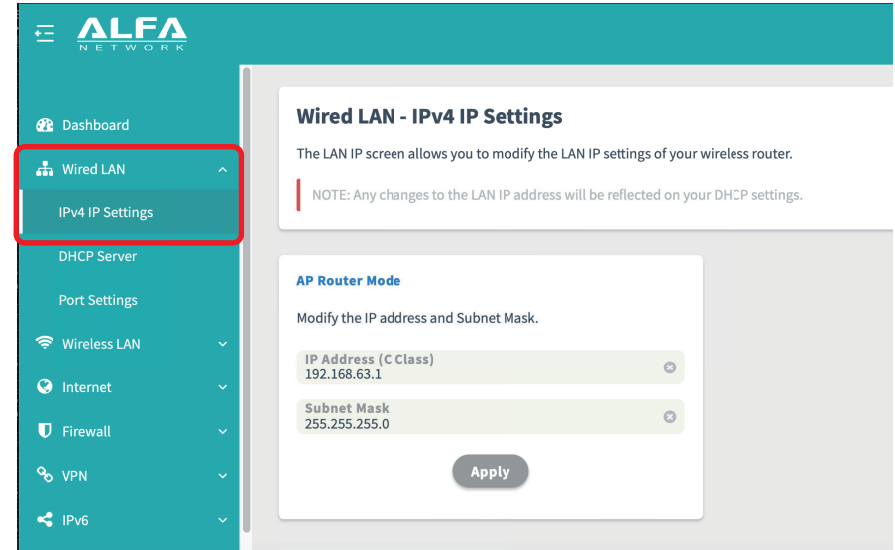 ALFA
NETWORK
Dashboard
Wired LAN
IPv4 IP Settings
DHCP Server
Port Settings
Wireless LAN
Internet
Firewall
VPN
IPv6
Wired LAN - IPv4 IP Settings
The LAN IP screen allows you to modify the LAN IP settings of your wireless router.
NOTE: Any changes to the LAN IP address will be reflected on your DHCP settings.
AP Router Mode
Modify the IP address and Subnet Mask.
IP Address (C Class)
192.168.63.1
Subnet Mask
255.255.255.0
Apply